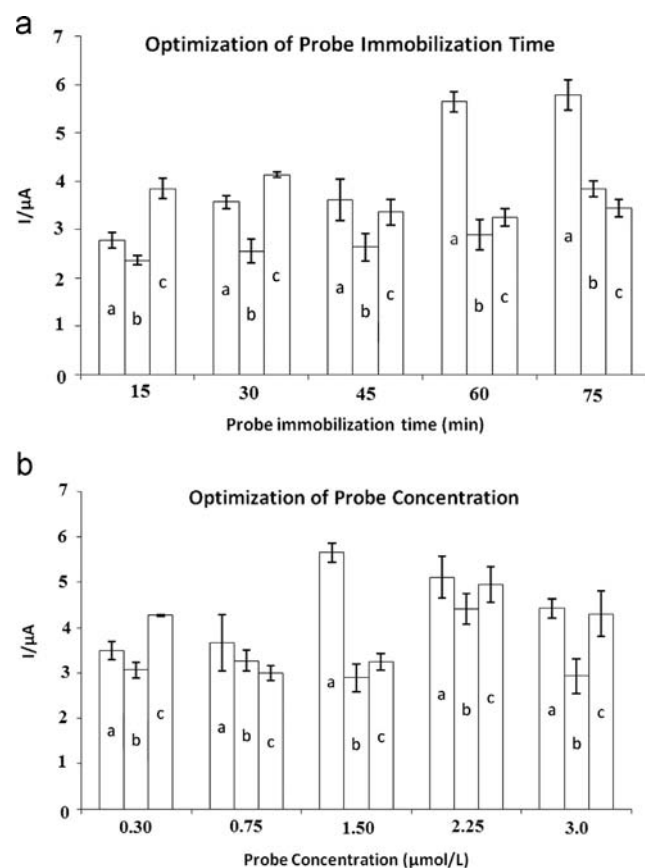 a
Optimization of Probe Immobilization Time
7
6
5
4
3
2
1
0
I/µA
a b c a b c a b c a b c a b c
15 30 45 60 75
Probe immobilization time (min)
b
Optimization of Probe Concentration
7
6
5
4
3
2
1
0
I/µA
a b c a b c a b c a b c a b c
0.30 0.75 1.50 2.25 3.0
Probe Concentration (µmol/L)